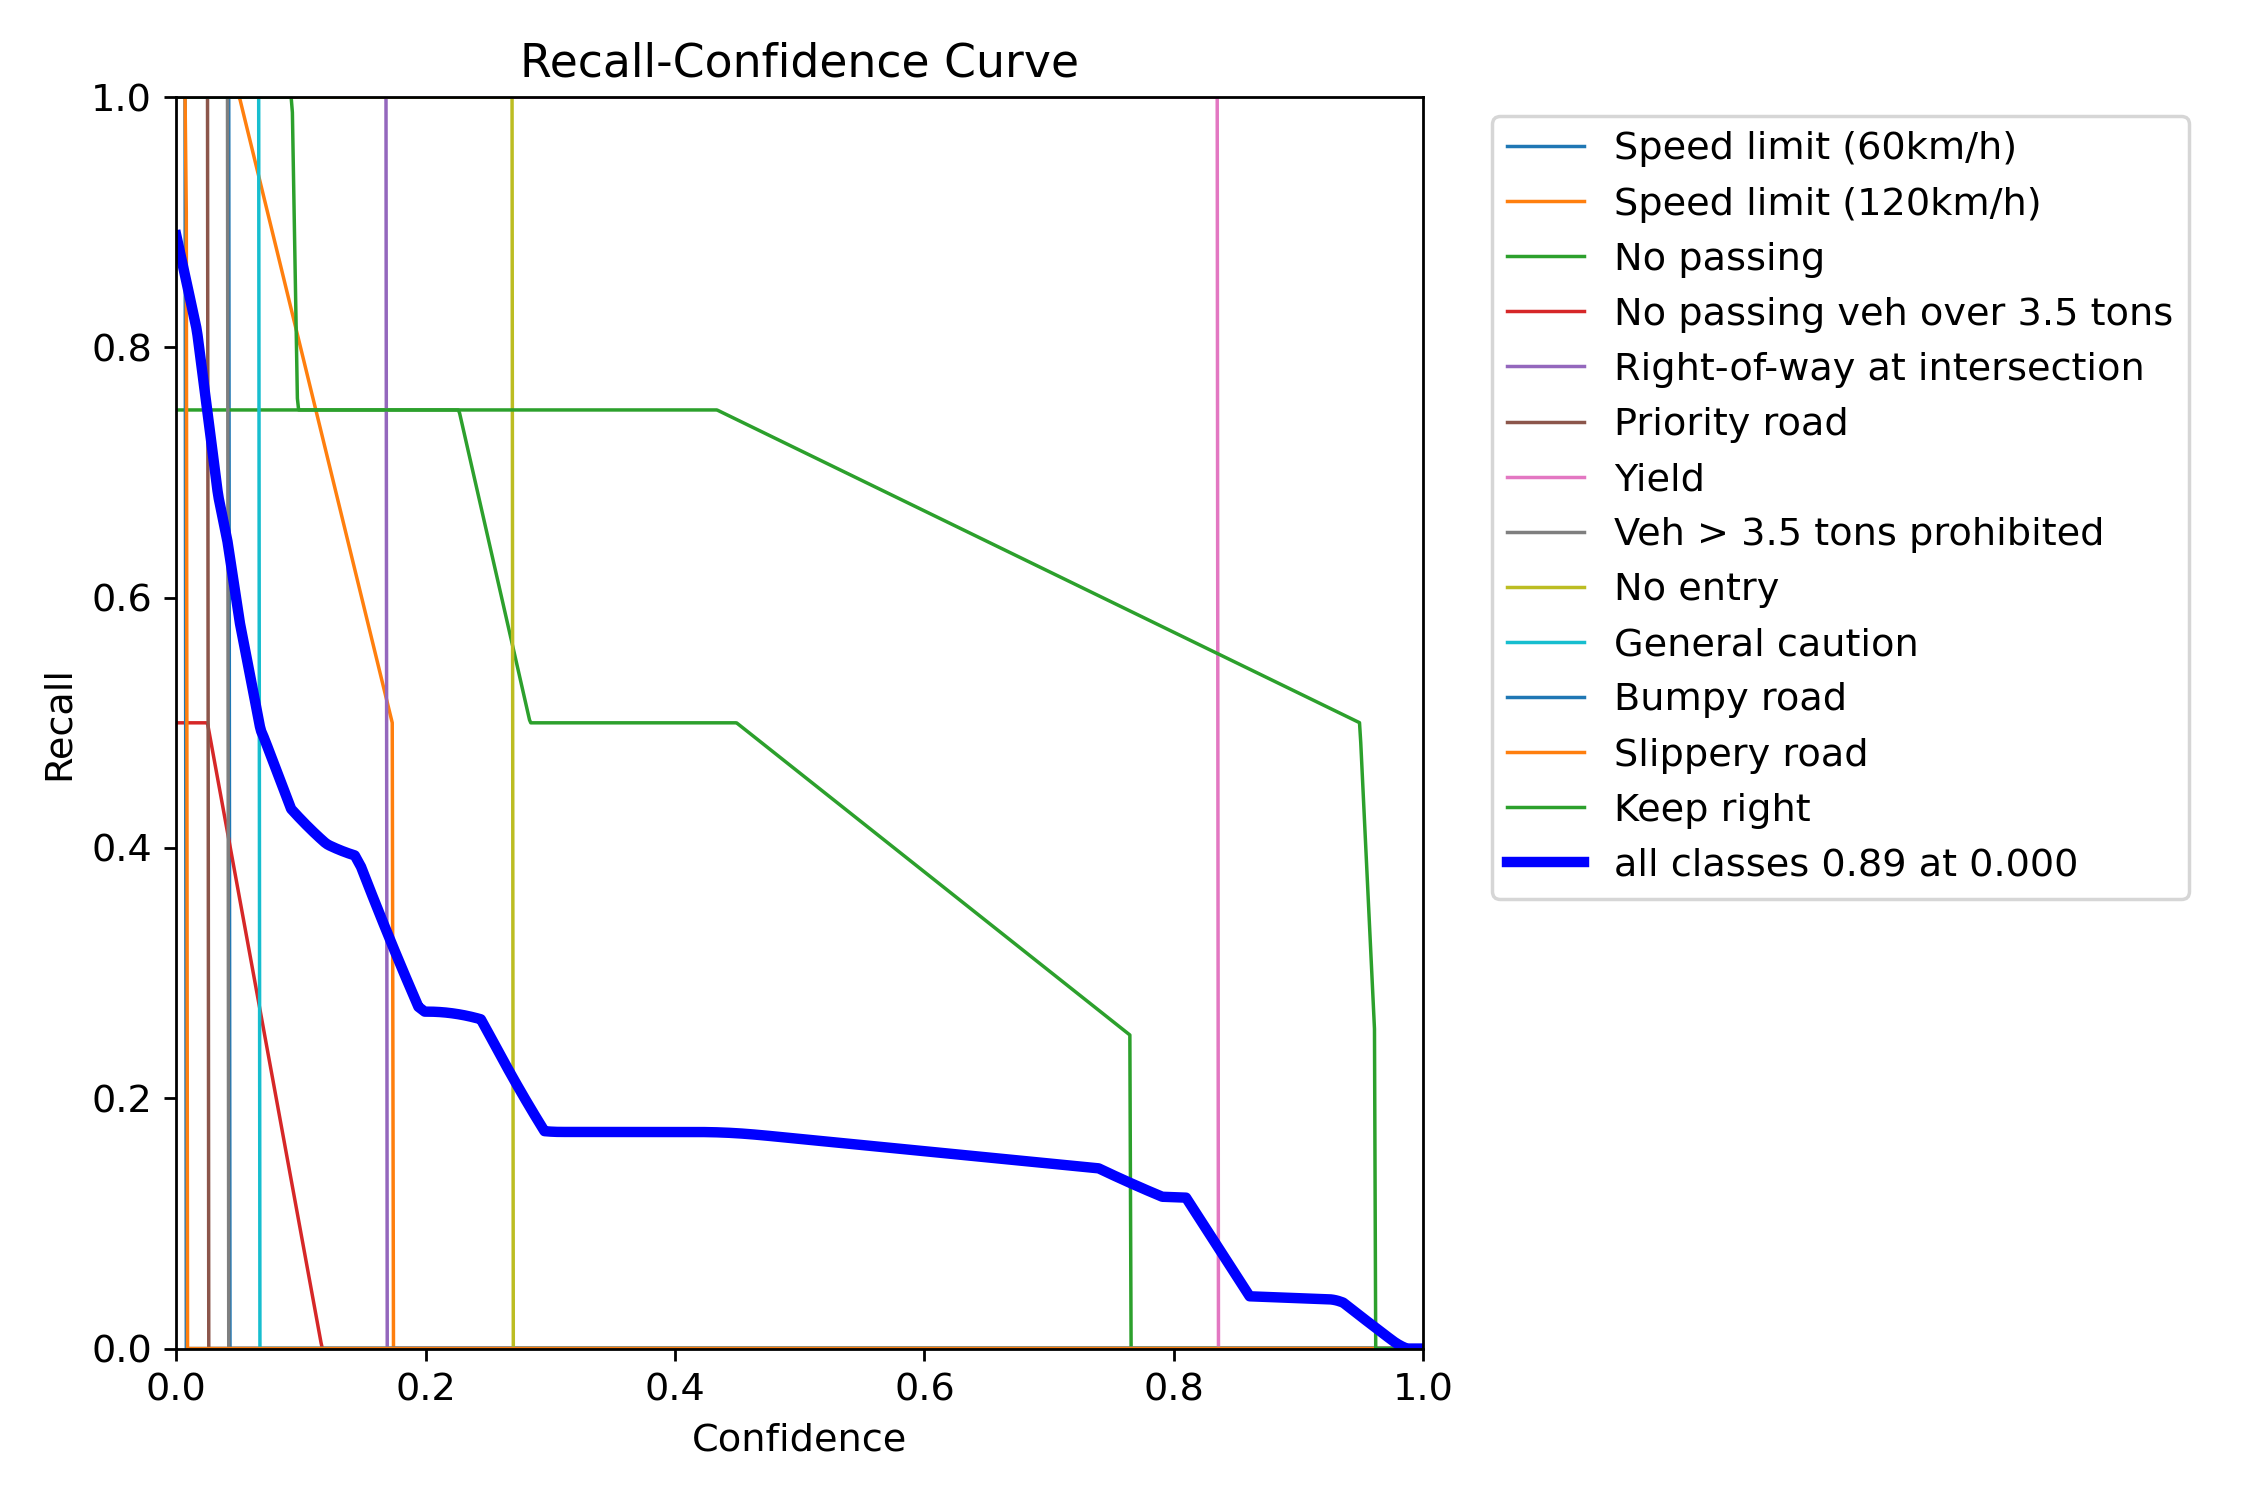 Recall-Confidence Curve
1.0
0.8
0.6
0.4
0.2
0.0
Recall
0.0 0.2 0.4 0.6 0.8 1.0
Confidence
Speed limit (60km/h)
Speed limit (120km/h)
No passing
No passing veh over 3.5 tons
Right-of-way at intersection
Priority road
Yield
Veh > 3.5 tons prohibited
No entry
General caution
Bumpy road
Slippery road
Keep right
all classes 0.89 at 0.000